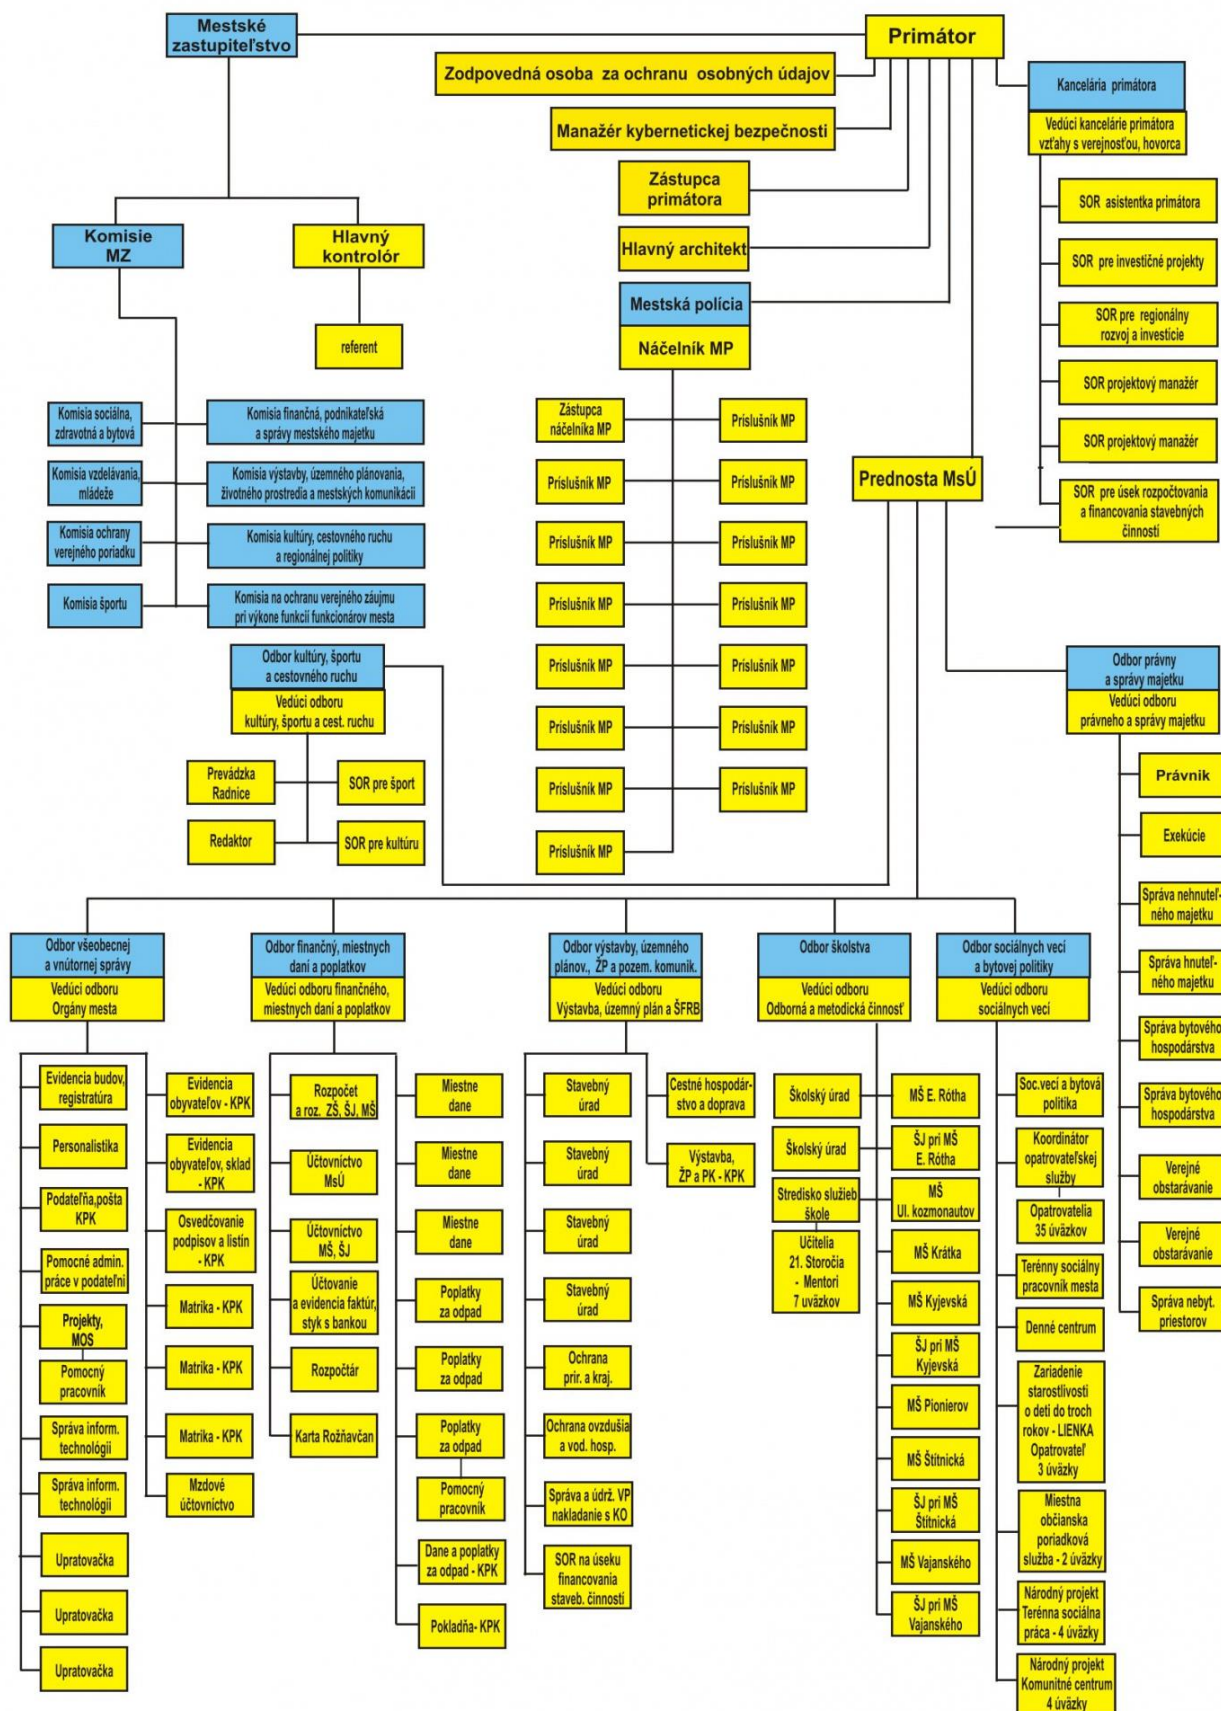 Mestské
zastupiteľstvo
Primátor
Zodpovedná osoba za ochranu osobných údajov
Manažér kybernetickej bezpečnosti
Zástupca
primátora
Hlavný architekt
Mestská polícia
Náčelník MP
Kancelária primátora
Vedúci kancelárie primátora
vzťahy s verejnosťou, hovorca
SOR asistentka primátora
SOR pre investičné projekty
SOR pre regionálny
rozvoj a investície
SOR projektový manažér
SOR projektový manažér
SOR pre úsek rozpočtovania
a financovania stavebných
činností
Komisie
MZ
Hlavný
kontrolór
referent
Komisia sociálna,
zdravotná a bytová
Komisia finančná, podnikateľská
a správy mestského majetku
Komisia vzdelávania,
mládeže
Komisia výstavby, územného plánovania,
životného prostredia a mestských komunikácii
Komisia ochrany
verejného poriadku
Komisia kultúry, cestovného ruchu
a regionálnej politiky
Komisia športu
Komisia na ochranu verejného záujmu
pri výkone funkcií funkcionárov mesta
Zástupca
náčelníka MP
Príslušník MP
Príslušník MP
Príslušník MP
Príslušník MP
Príslušník MP
Príslušník MP
Príslušník MP
Príslušník MP
Príslušník MP
Príslušník MP
Príslušník MP
Príslušník MP
Príslušník MP
Príslušník MP
Prednosta MsÚ
Odbor kultúry, športu
a cestovného ruchu
Vedúci odboru
kultúry, športu a cest. ruchu
Prevádzka
Radnice
SOR pre šport
Redaktor
SOR pre kultúru
Odbor právny
a správy majetku
Vedúci odboru
právneho a správy majetku
Právnik
Exekúcie
Správa nehnuteľ-
ného majetku
Správa hnuteľ-
ného majetku
Správa bytového
hospodárstva
Správa bytového
hospodárstva
Verejné
obstarávanie
Verejné
obstarávanie
Správa nebyt.
priestorov
Odbor všeobecnej
a vnútornej správy
Vedúci odboru
Orgány mesta
Evidencia budov,
registratúra
Personalistika
Podateľňa,pošta
KPK
Pomocné admin.
práce v podateľni
Projekty,
MOS
Pomocný
pracovník
Správa inform.
technológii
Správa inform.
technológii
Upratovačka
Upratovačka
Upratovačka
Evidencia
obyvateľov - KPK
Evidencia
obyvateľov, sklad
- KPK
Osvedčovanie
podpisov a listín
- KPK
Matrika - KPK
Matrika - KPK
Matrika - KPK
Mzdové
účtovníctvo
Odbor finančný, miestnych
daní a poplatkov
Vedúci odboru finančného,
miestnych daní a poplatkov
Rozpočet
a roz. ZŠ, ŠJ, MŠ
Účtovníctvo
MsÚ
Účtovníctvo
MŠ, ŠJ
Účtovanie
a evidencia faktúr,
styk s bankou
Rozpočtár
Karta Rožňavčan
Miestne
dane
Miestne
dane
Miestne
dane
Poplatky
za odpad
Poplatky
za odpad
Poplatky
za odpad
Pomocný
pracovník
Dane a poplatky
za odpad - KPK
Pokladňa- KPK
Odbor výstavby, územného
plánov., ŽP a pozem. komunik.
Vedúci odboru
Výstavba, územný plán a ŠFRB
Stavebný
úrad
Stavebný
úrad
Stavebný
úrad
Stavebný
úrad
Ochrana
prír. a kraj.
Ochrana ovzdušia
a vod. hosp.
Správa a údrž. VP
nakladanie s KO
SOR na úseku
financovania
staveb. činností
Cestné hospodár-
stvo a doprava
Výstavba,
ŽP a PK - KPK
Odbor školstva
Vedúci odboru
Odborná a metodická činnosť
Školský úrad
Školský úrad
Stredisko služieb
škole
Učitelia
21. Storočia
- Mentori
7 uväzkov
MŠ E. Rótha
ŠJ pri MŠ
E. Rótha
MŠ
Ul. kozmonautov
MŠ Krátka
MŠ Kyjevská
ŠJ pri MŠ
Kyjevská
MŠ Pionierov
MŠ Štítnická
ŠJ pri MŠ
Štítnická
MŠ Vajanského
ŠJ pri MŠ
Vajanského
Odbor sociálnych vecí
a bytovej politiky
Vedúci odboru
sociálnych vecí
Soc.veci a bytová
politika
Koordinátor
opatrovateľskej
služby
Opatrovatelia
35 úväzkov
Terénny sociálny
pracovník mesta
Denné centrum
Zariadenie
starostlivosti
o deti do troch
rokov - LIENKA
Opatrovateľ
3 úväzky
Miestna
občianska
poriadková
služba - 2 úväzky
Národný projekt
Terénna sociálna
práca - 4 úväzky
Národný projekt
Komunitné centrum
4 úväzky